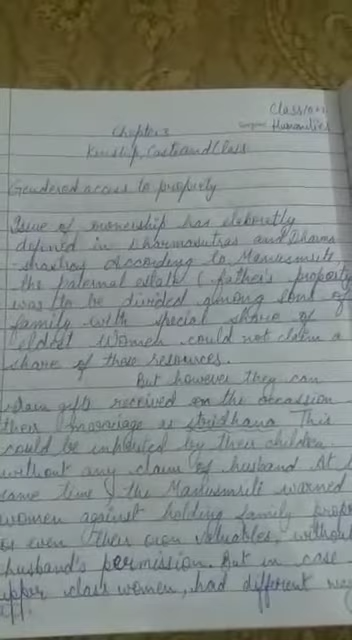 Class 10+2
Humanities
Chapter 3
Kinship, Caste and Class
Gendered access to property
Issue of ownership has elaboretly
defined in Dharmasutras and Dharma
-shastras According to Manusmriti
the paternal estate ( father's property
was to be divided among sons of
family with special share of
eldest Women could not claim a
share of these resources.
But however they can
claim gifts received on the occassion
their marriage as stridhana This
could be inherited by their children
without any claim of husband At
same time, the Manusmriti warned
women against holding family
or even their own valuables, without
husband's permission. But in case
upper class women, had different